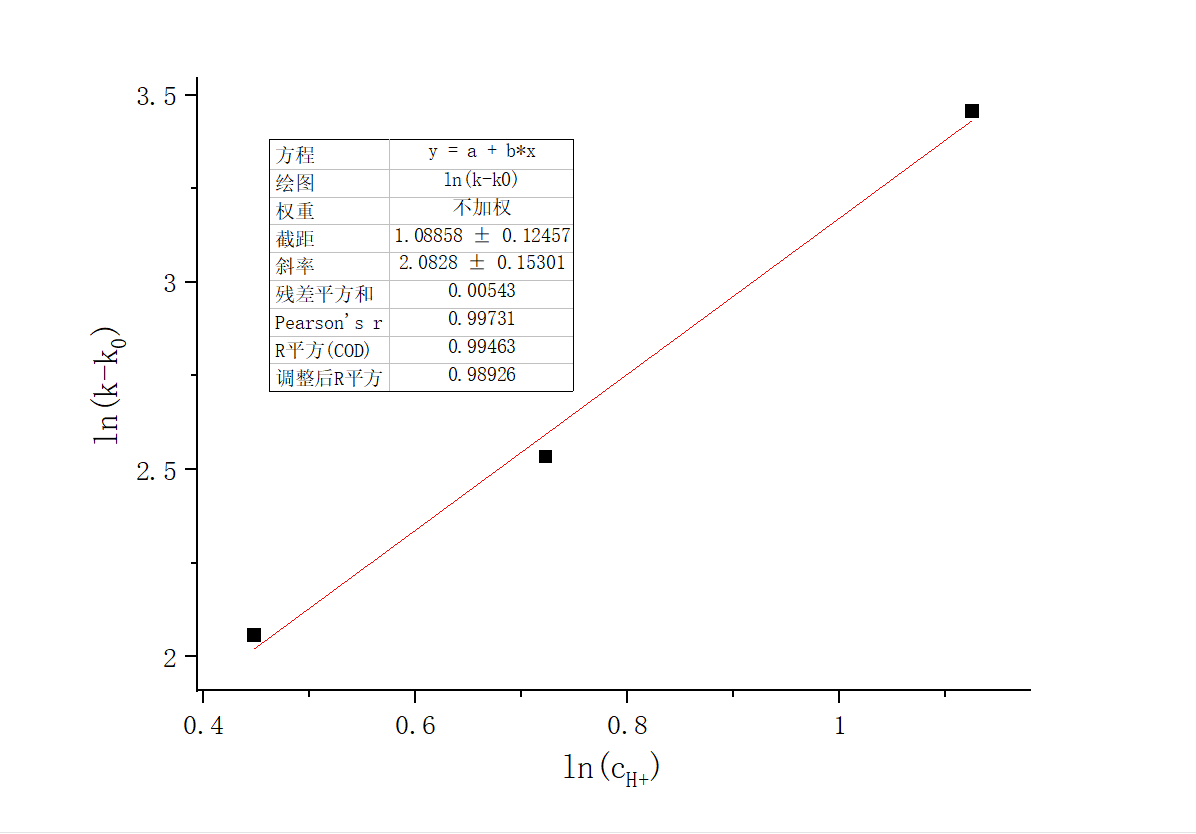 3.5
3
2.5
2
ln(k-k0)
方程 y = a + b*x
绘图 ln(k-k0)
权重 不加权
截距 1.08858 ± 0.12457
斜率 2.0828 ± 0.15301
残差平方和 0.00543
Pearson's r 0.99731
R平方(COD) 0.99463
调整后R平方 0.98926
0.4 0.6 0.8 1
ln(cH+)